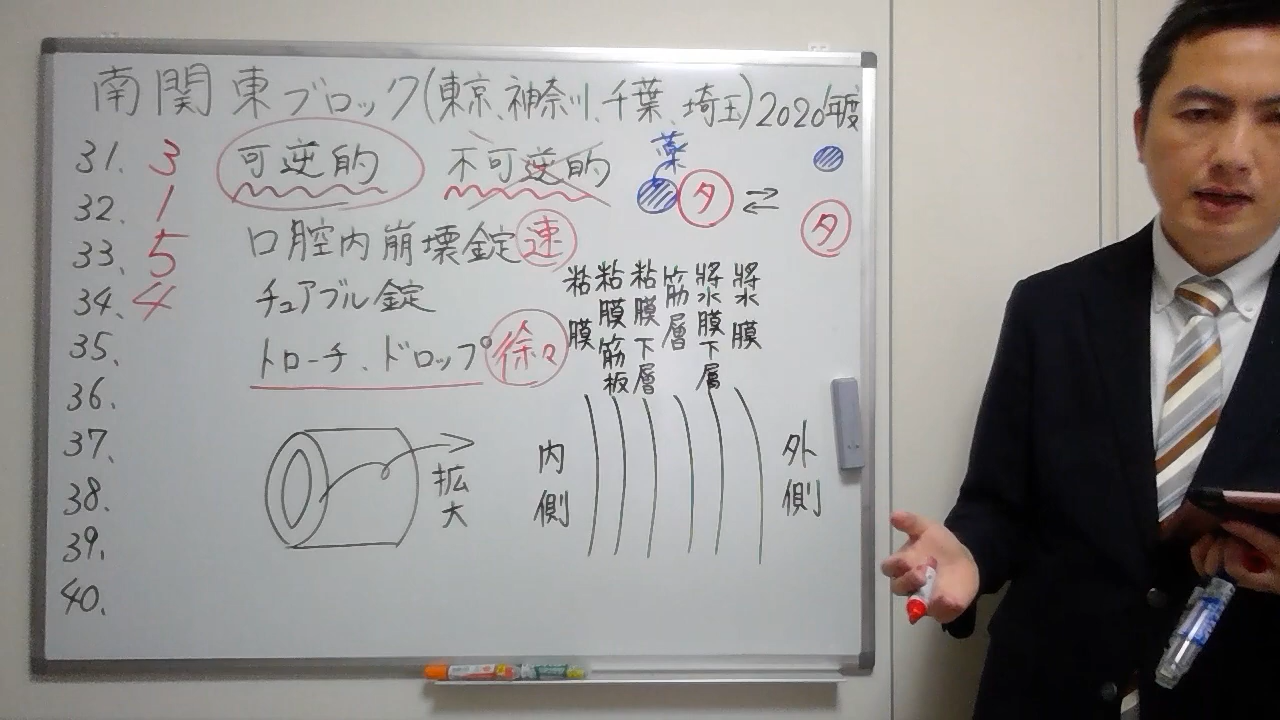 南関東ブロック(東京、神奈川、千葉、埼玉)2020年度
31. 3 可逆的 不可逆的 薬 タ ⇄ タ
32. 1
33. 5 口腔内崩壊錠 速
34. 4 チュアブル錠
35. トローチ、ドロップ 徐々
36.
37.
38.
39.
40.
粘膜
粘膜筋板
粘膜下層
筋層
漿膜下層
漿膜
拡大
内側
外側